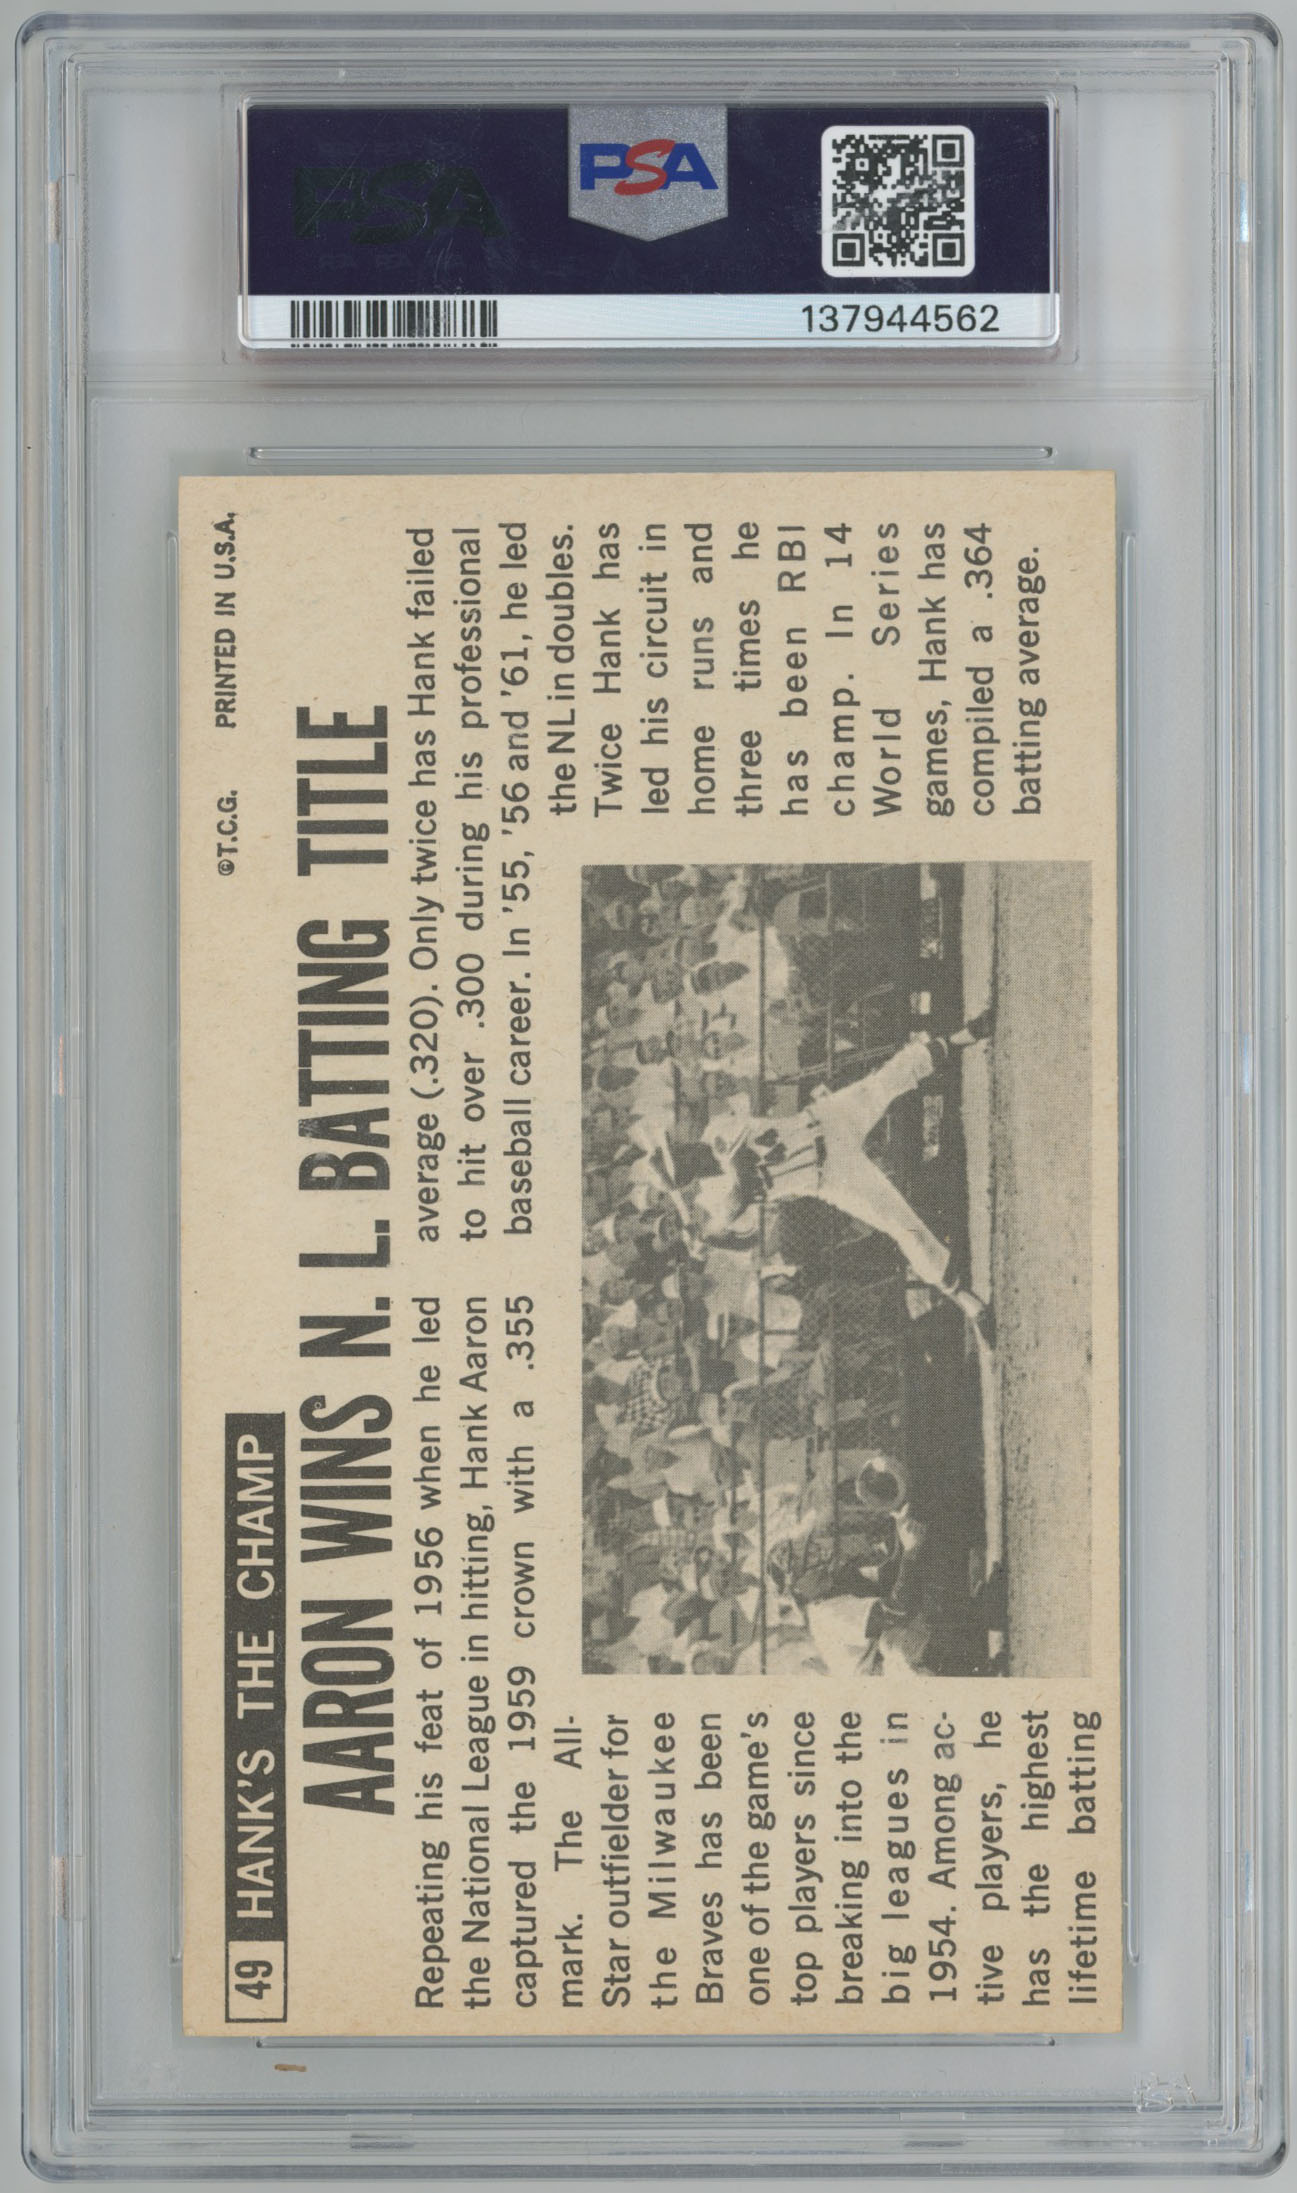 PSA
PSA
137944562
49 HANK'S THE CHAMP
©T.C.G. PRINTED IN U.S.A.
AARON WINS N. L. BATTING TITLE
Repeating his feat of 1956 when he led
the National League in hitting, Hank Aaron
captured the 1959 crown with a .355
mark. The All-
Star outfielder for
the Milwaukee
Braves has been
one of the game's
top players since
breaking into the
big leagues in
1954. Among ac-
tive players, he
has the highest
lifetime batting
average (.320). Only twice has Hank failed
to hit over .300 during his professional
baseball career. In '55, '56 and '61, he led
the NL in doubles.
Twice Hank has
led his circuit in
home runs and
three times he
has been RBI
champ. In 14
World Series
games, Hank has
compiled a .364
batting average.
PSA